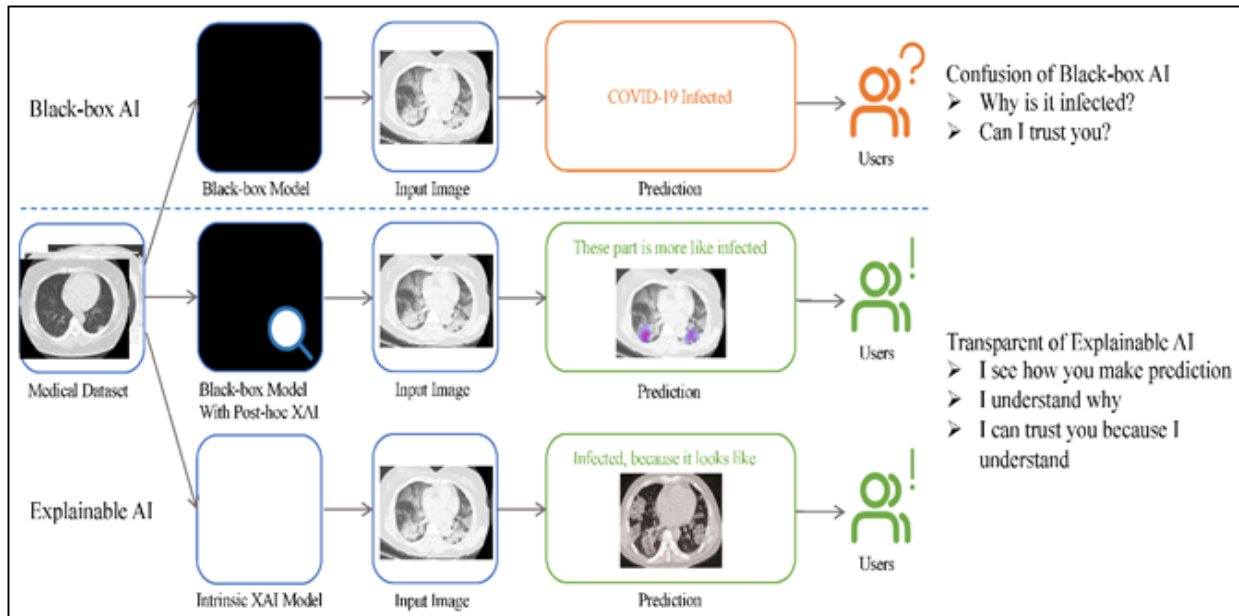 Black-box AI
Black-box Model
Input Image
COVID-19 Infected
Prediction
?
Users
Confusion of Black-box AI
➤ Why is it infected?
➤ Can I trust you?
Medical Dataset
Black-box Model
With Post-hoc XAI
Input Image
These part is more like infected
Prediction
!
Users
Transparent of Explainable AI
➤ I see how you make prediction
➤ I understand why
➤ I can trust you because I
understand
Explainable AI
Intrinsic XAI Model
Input Image
Infected, because it looks like
Prediction
!
Users